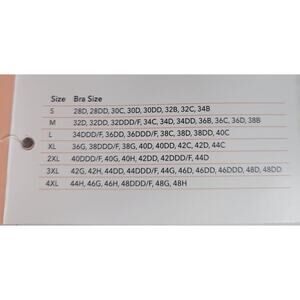 Size Bra Size
S 28D, 28DD, 30C, 30D, 30DD, 32B, 32C, 34B
M 32D, 32DD, 32DDD/F, 34C, 34D, 34DD, 36B, 36C, 36D, 38B
L 34DDD/F, 36DD, 36DDD/F, 38C, 38D, 38DD, 40C
XL 36G, 38DDD/F, 38G, 40D, 40DD, 42C, 42D, 44C
2XL 40DDD/F, 40G, 40H, 42DD, 42DDD/F, 44D
3XL 42G, 42H, 44DD, 44DDD/F, 44G, 46D, 46DD, 46DDD, 48D, 48DD
4XL 44H, 46G, 46H, 48DDD/F, 48G, 48H